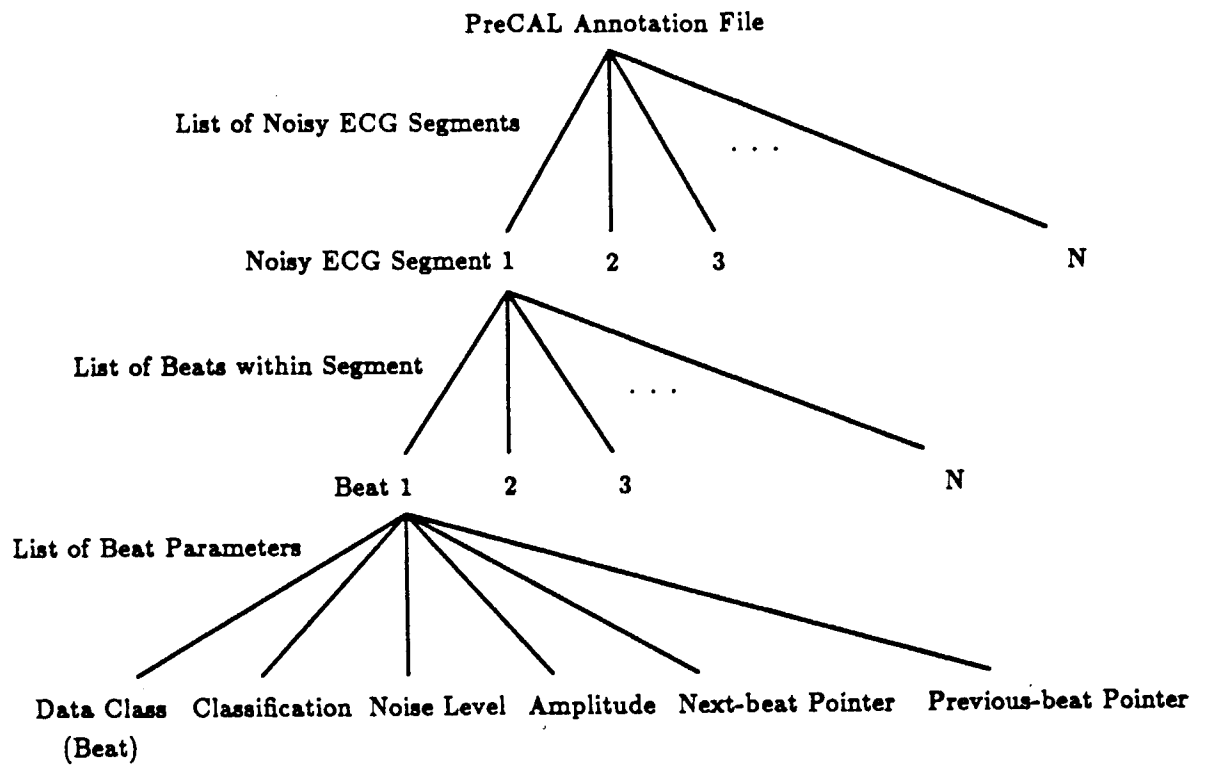 PreCAL Annotation File
List of Noisy ECG Segments
. . .
Noisy ECG Segment 1 2 3 N
List of Beats within Segment
. . .
Beat 1 2 3 N
List of Beat Parameters
Data Class Classification Noise Level Amplitude Next-beat Pointer Previous-beat Pointer
(Beat)